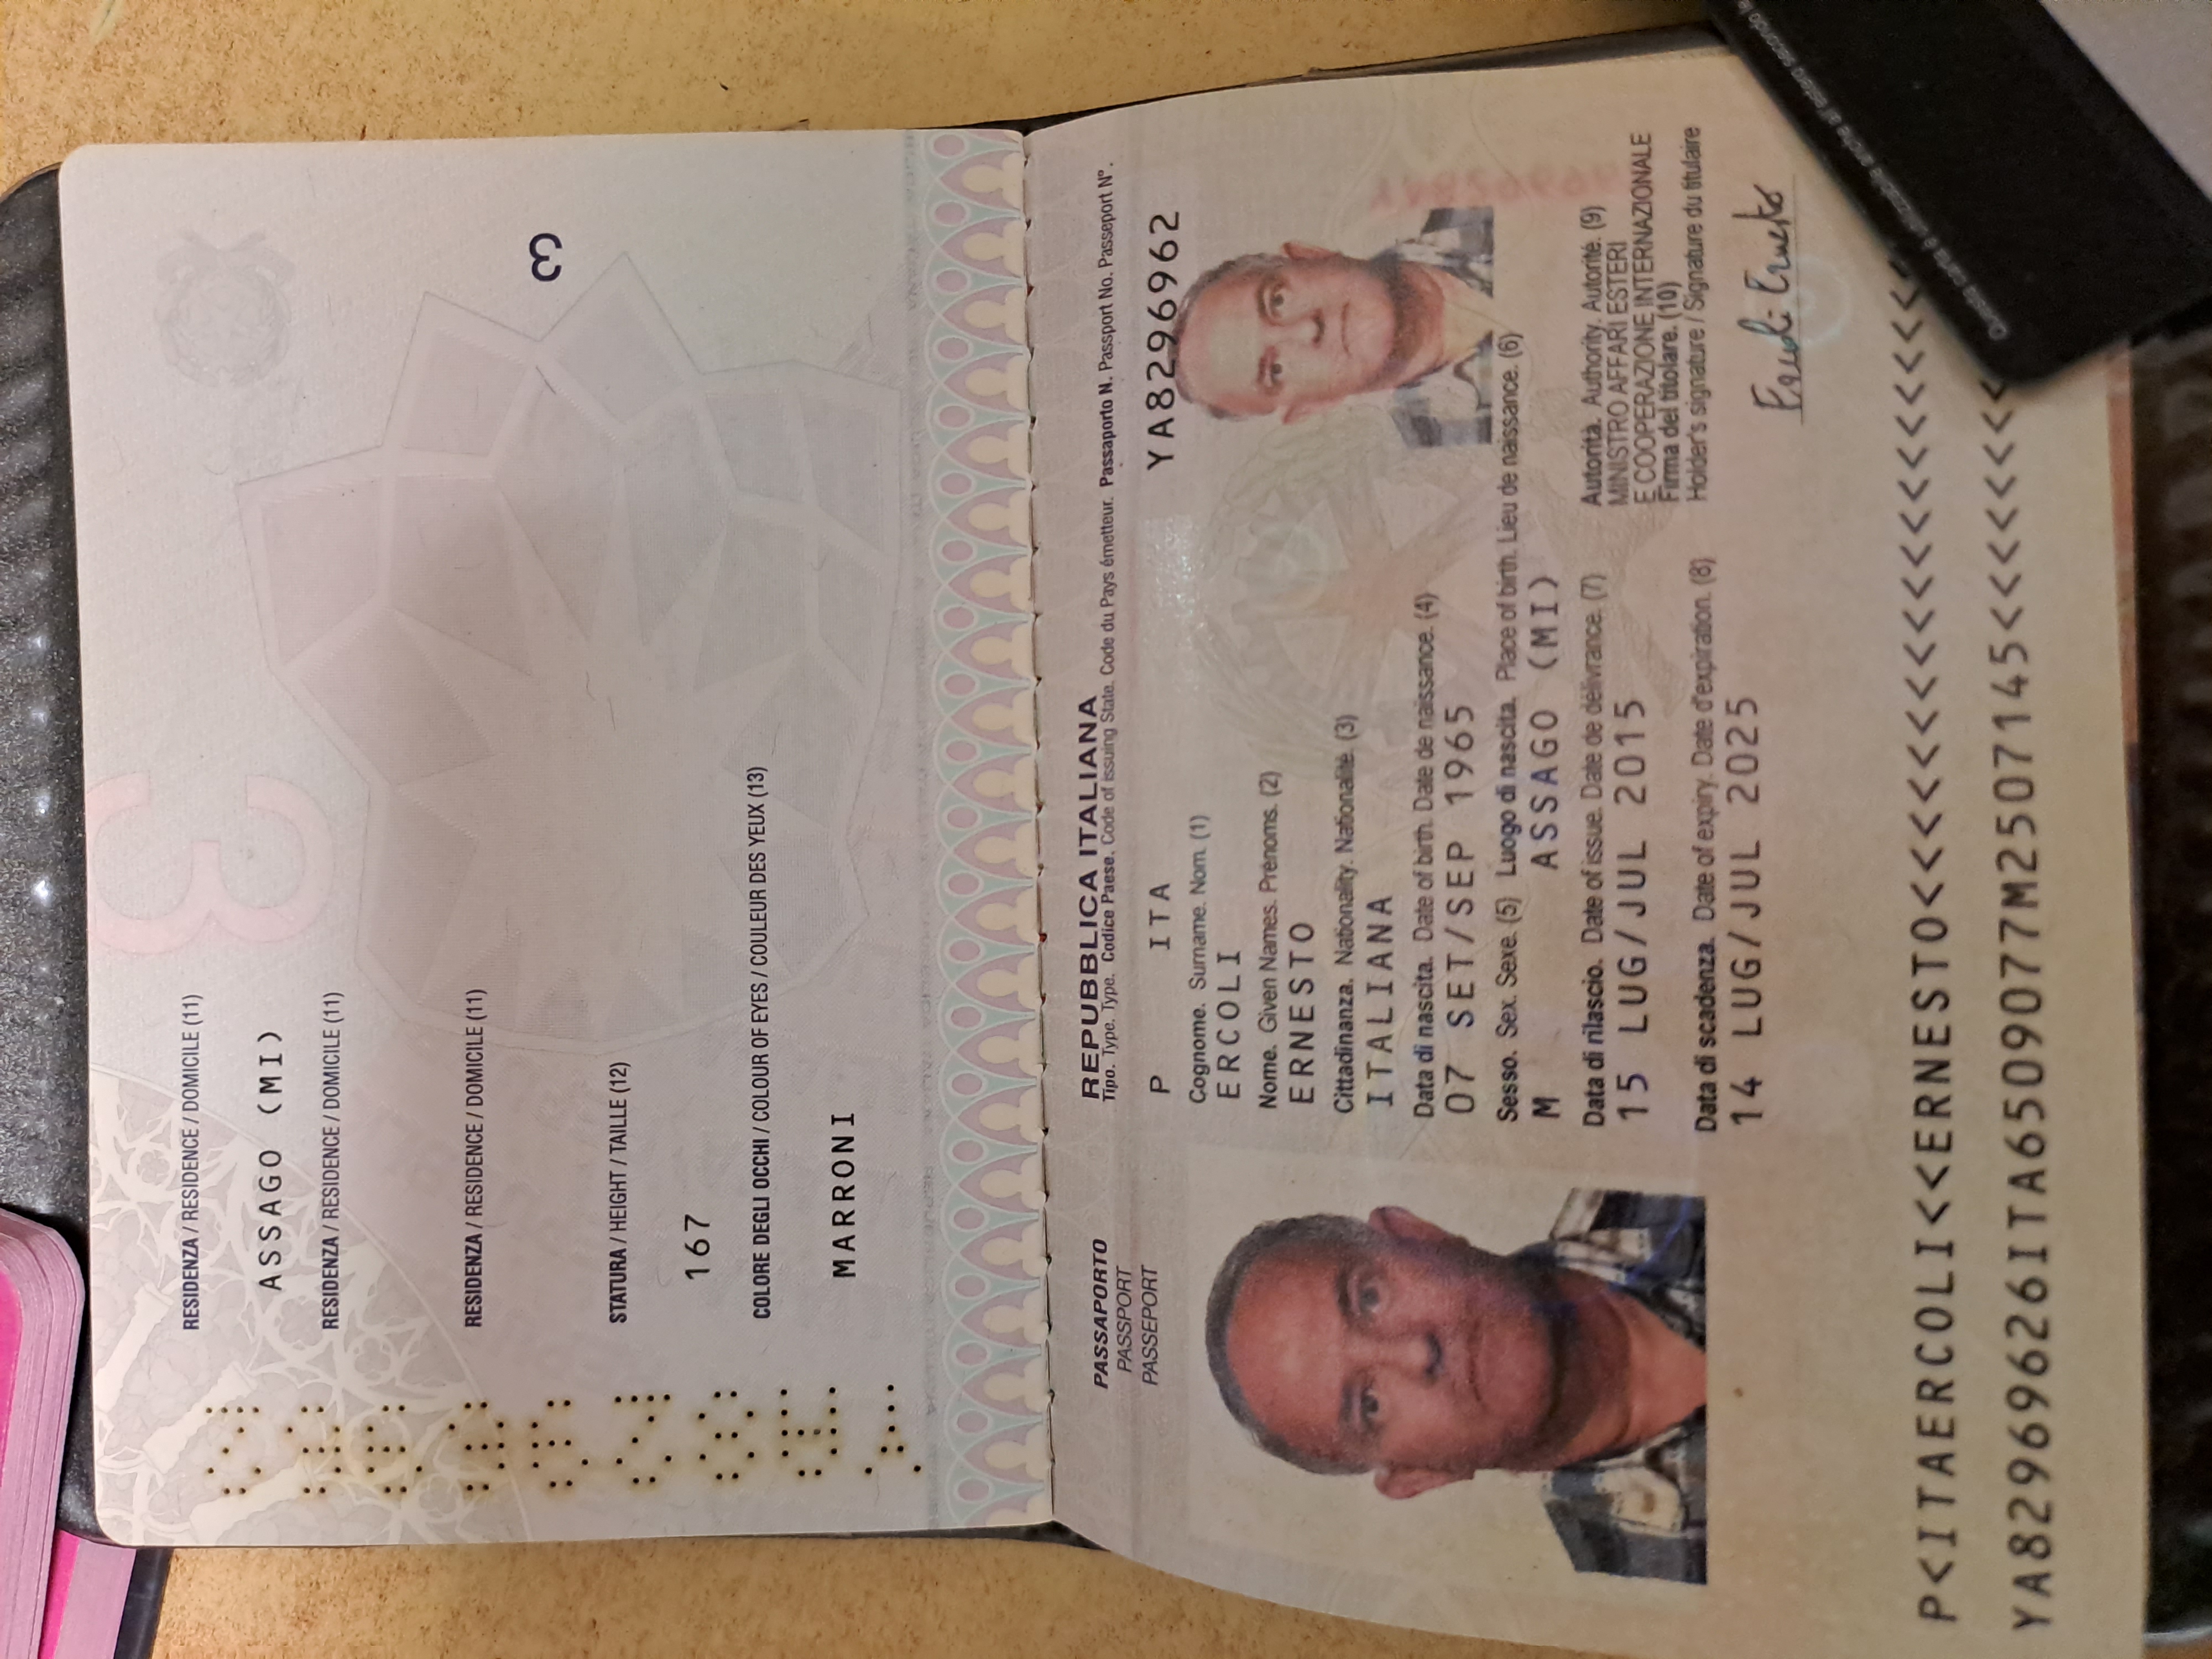 RESIDENZA / RESIDENCE / DOMICILE (11)
ASSAGO (MI)
RESIDENZA / RESIDENCE / DOMICILE (11)
RESIDENZA / RESIDENCE / DOMICILE (11)
STATURA / HEIGHT / TAILLE (12)
167
COLORE DEGLI OCCHI / COLOUR OF EYES / COULEUR DES YEUX (13)
MARRONI
3
3
PASSAPORTO
PASSPORT
PASSEPORT
REPUBBLICA ITALIANA
Tipo. Type. Type. Codice Paese. Code of issuing State. Code du Pays émetteur. Passaporto N. Passport No. Passeport N°.
P ITA YA8296962
Cognome. Surname. Nom. (1)
ERCOLI
Nome. Given Names. Prénoms. (2)
ERNESTO
Cittadinanza. Nationality. Nationalité. (3)
ITALIANA
Data di nascita. Date of birth. Date de naissance. (4)
07 SET/SEP 1965
Sesso. Sex. Sexe. (5) Luogo di nascita. Place of birth. Lieu de naissance. (6)
M ASSAGO (MI)
Data di rilascio. Date of issue. Date de délivrance. (7)
15 LUG/JUL 2015
Data di scadenza. Date of expiry. Date d'expiration. (8)
14 LUG/JUL 2025
Autorità. Authority. Autorité. (9)
MINISTRO AFFARI ESTERI
E COOPERAZIONE INTERNAZIONALE
Firma del titolare. (10)
Holder's signature / Signature du titulaire
Ercoli Ernesto
P<ITAERCOLI<<ERNESTO<<<<<<<<<<<<<<<<<<<
YA82969626ITA6509077M2507145<<<<<<<<
Questa carta è utilizzabile anche all'estero secondo le